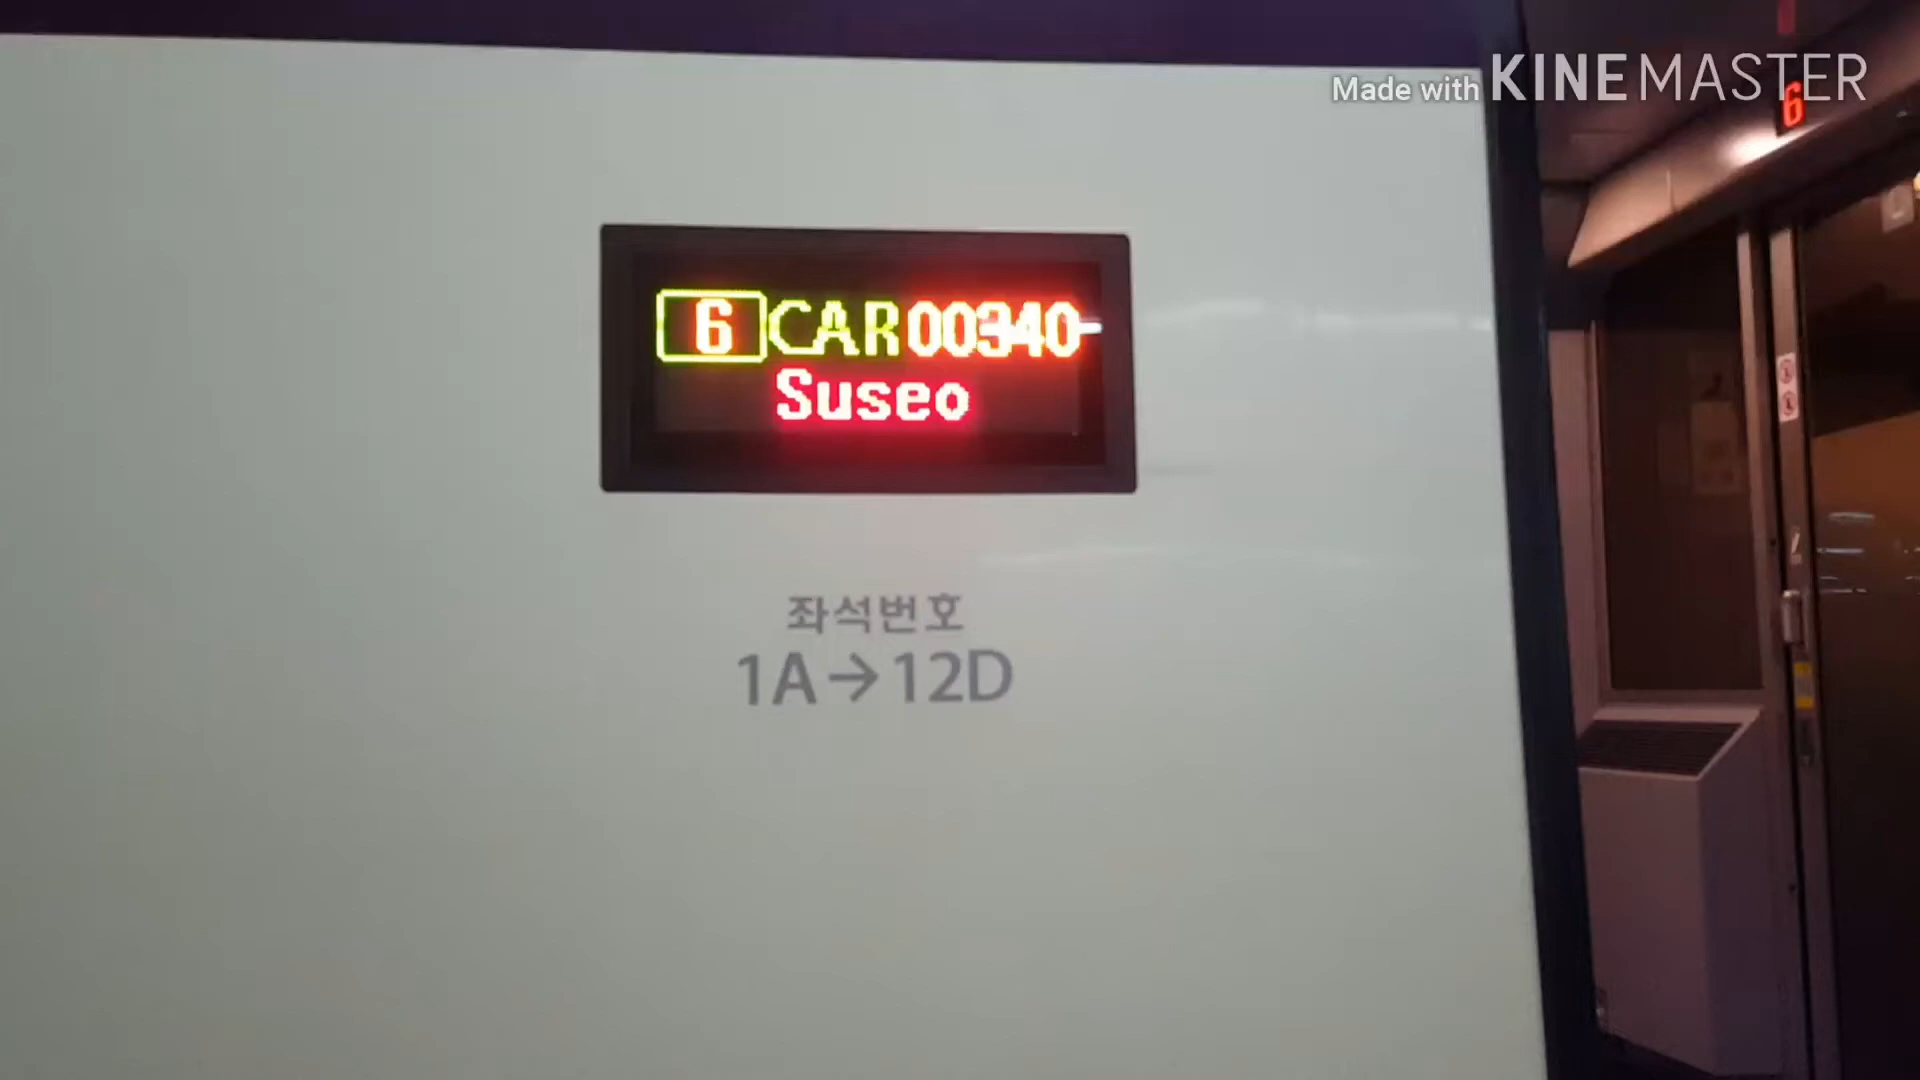 Made with KINEMASTER
6
6 CAR 00340
Suseo
좌석번호
1A→12D